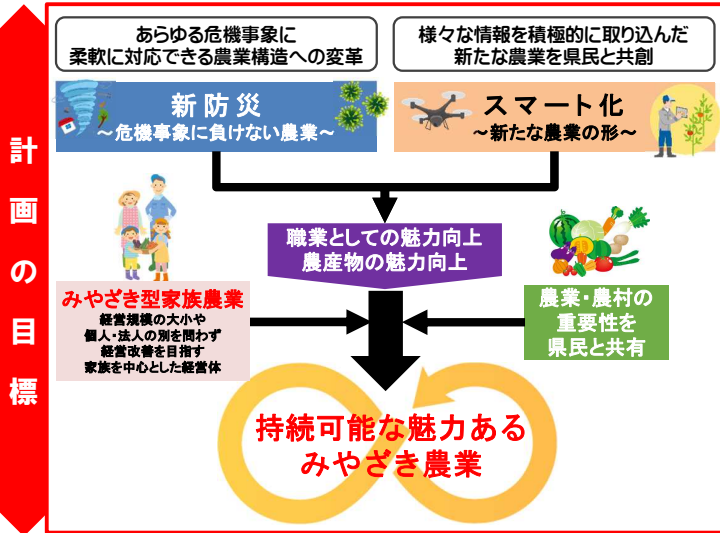 計画の目標
あらゆる危機事象に
柔軟に対応できる農業構造への変革
様々な情報を積極的に取り込んだ
新たな農業を県民と共創
新防災
~危機事象に負けない農業~
スマート化
~新たな農業の形~
職業としての魅力向上
農産物の魅力向上
みやざき型家族農業
経営規模の大小や
個人・法人の別を問わず
経営改善を目指す
家族を中心とした経営体
農業・農村の
重要性を
県民と共有
持続可能な魅力ある
みやざき農業